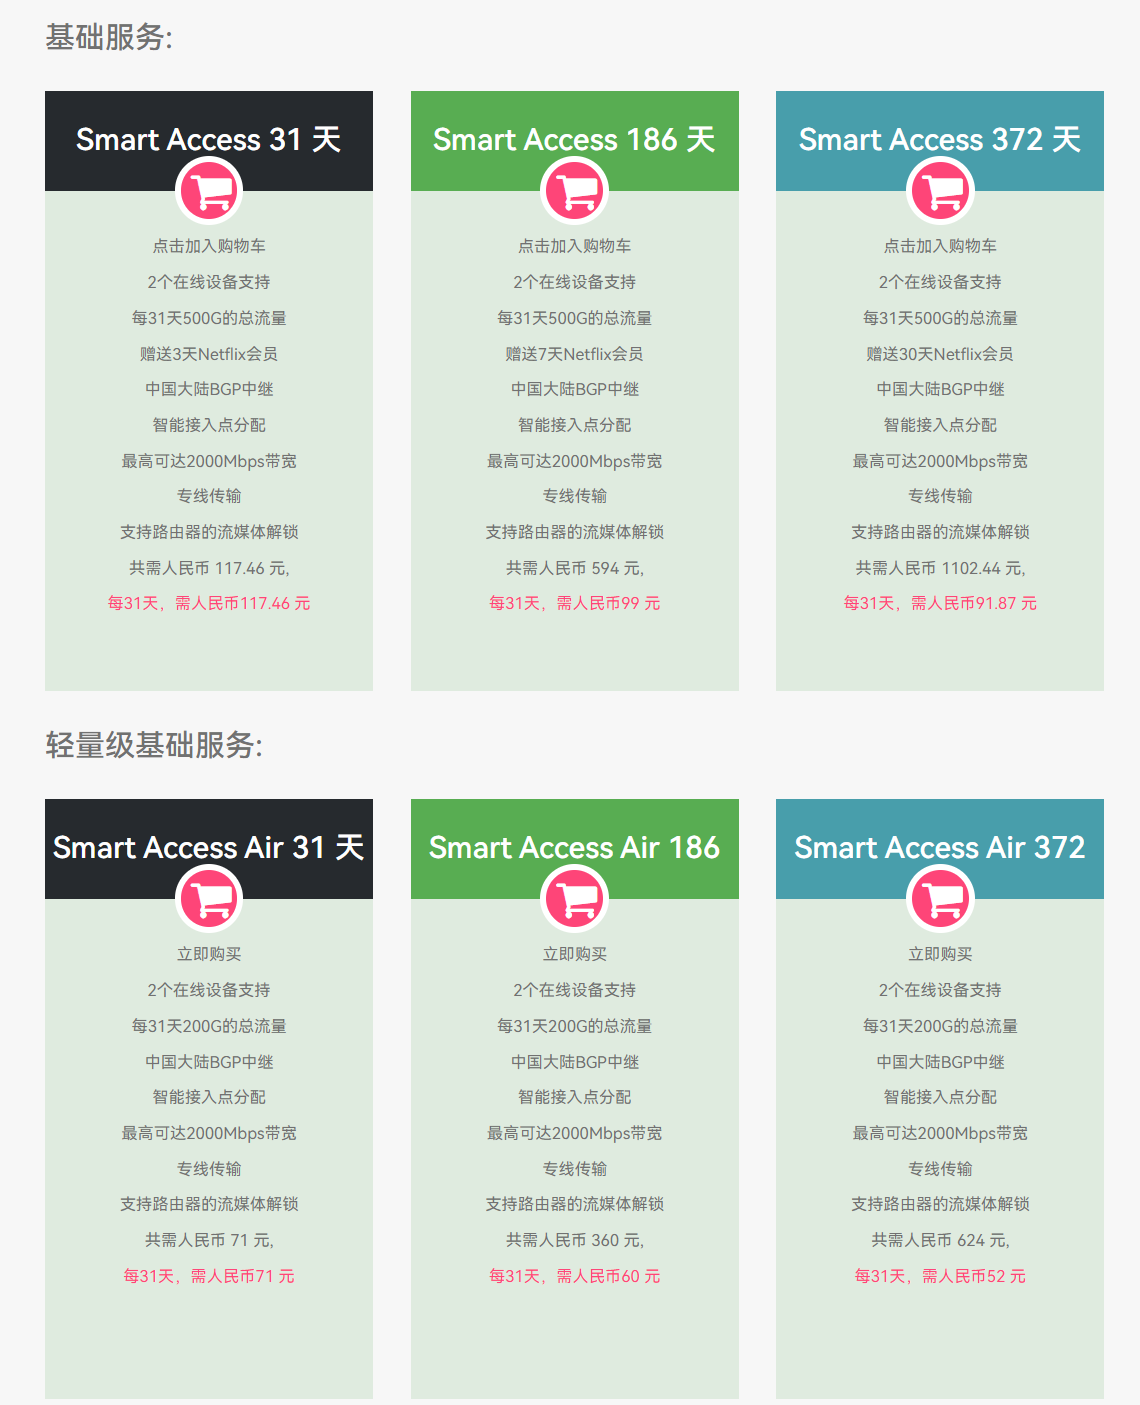 基础服务:
Smart Access 31 天
点击加入购物车
2个在线设备支持
每31天500G的总流量
赠送3天Netflix会员
中国大陆BGP中继
智能接入点分配
最高可达2000Mbps带宽
专线传输
支持路由器的流媒体解锁
共需人民币 117.46 元,
每31天，需人民币117.46 元
Smart Access 186 天
点击加入购物车
2个在线设备支持
每31天500G的总流量
赠送7天Netflix会员
中国大陆BGP中继
智能接入点分配
最高可达2000Mbps带宽
专线传输
支持路由器的流媒体解锁
共需人民币 594 元,
每31天，需人民币99 元
Smart Access 372 天
点击加入购物车
2个在线设备支持
每31天500G的总流量
赠送30天Netflix会员
中国大陆BGP中继
智能接入点分配
最高可达2000Mbps带宽
专线传输
支持路由器的流媒体解锁
共需人民币 1102.44 元,
每31天，需人民币91.87 元
轻量级基础服务:
Smart Access Air 31 天
立即购买
2个在线设备支持
每31天200G的总流量
中国大陆BGP中继
智能接入点分配
最高可达2000Mbps带宽
专线传输
支持路由器的流媒体解锁
共需人民币 71 元,
每31天，需人民币71 元
Smart Access Air 186
立即购买
2个在线设备支持
每31天200G的总流量
中国大陆BGP中继
智能接入点分配
最高可达2000Mbps带宽
专线传输
支持路由器的流媒体解锁
共需人民币 360 元,
每31天，需人民币60 元
Smart Access Air 372
立即购买
2个在线设备支持
每31天200G的总流量
中国大陆BGP中继
智能接入点分配
最高可达2000Mbps带宽
专线传输
支持路由器的流媒体解锁
共需人民币 624 元,
每31天，需人民币52 元